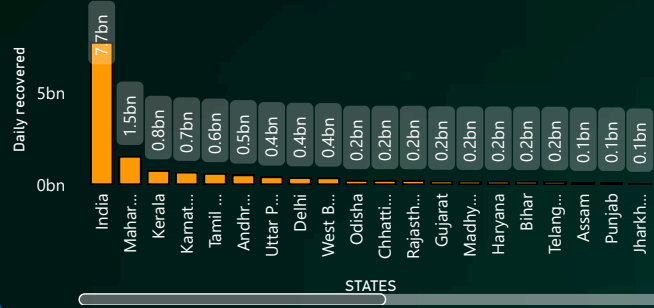 Daily recovered
5bn
0bn
7.7bn
1.5bn
0.8bn
0.7bn
0.6bn
0.5bn
0.4bn
0.4bn
0.4bn
0.2bn
0.2bn
0.2bn
0.2bn
0.2bn
0.2bn
0.2bn
0.2bn
0.1bn
0.1bn
0.1bn
India
Mahar...
Kerala
Karnat...
Tamil ...
Andhr...
Uttar P...
Delhi
West B...
Odisha
Chhatti...
Rajasth...
Gujarat
Madhy...
Haryana
Bihar
Telang...
Assam
Punjab
Jharkh...
STATES